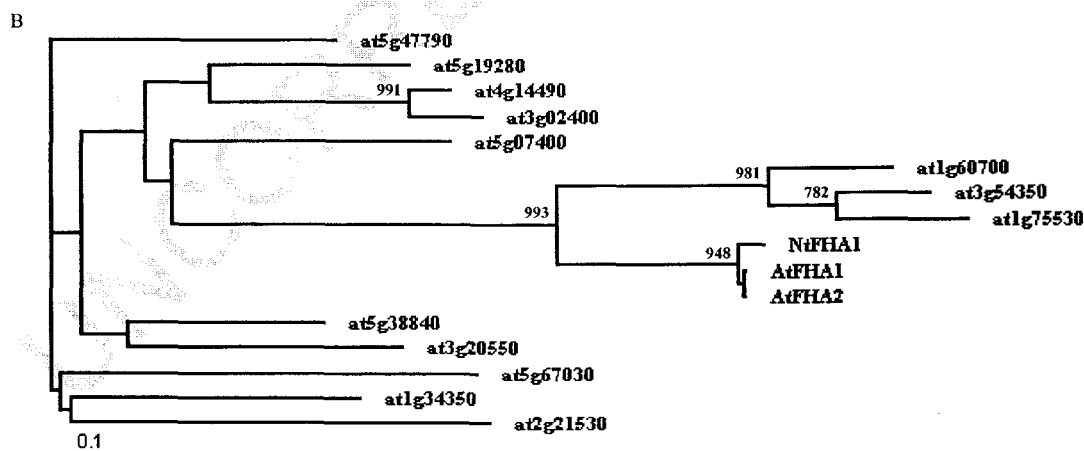 B
at5g47790
at5g19280
991
at4g14490
at3g02400
at5g07400
981
at1g60700
782
at3g54350
993
at1g75530
NtFHA1
948
AtFHA1
AtFHA2
at5g38840
at3g20550
at5g67030
at1g34350
at2g21530
0.1